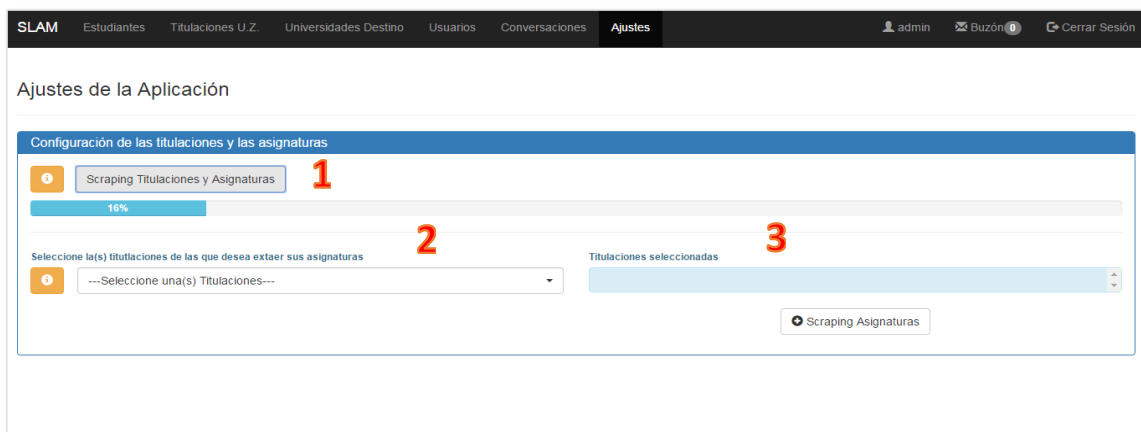 SLAM Estudiantes Titulaciones U.Z. Universidades Destino Usuarios Conversaciones Ajustes admin Buzón 0 Cerrar Sesión
Ajustes de la Aplicación
Configuración de las titulaciones y las asignaturas
Scraping Titulaciones y Asignaturas 1
16%
2 3
Seleccione la(s) titutlaciones de las que desea extaer sus asignaturas Titulaciones seleccionadas
---Seleccione una(s) Titulaciones---
Scraping Asignaturas